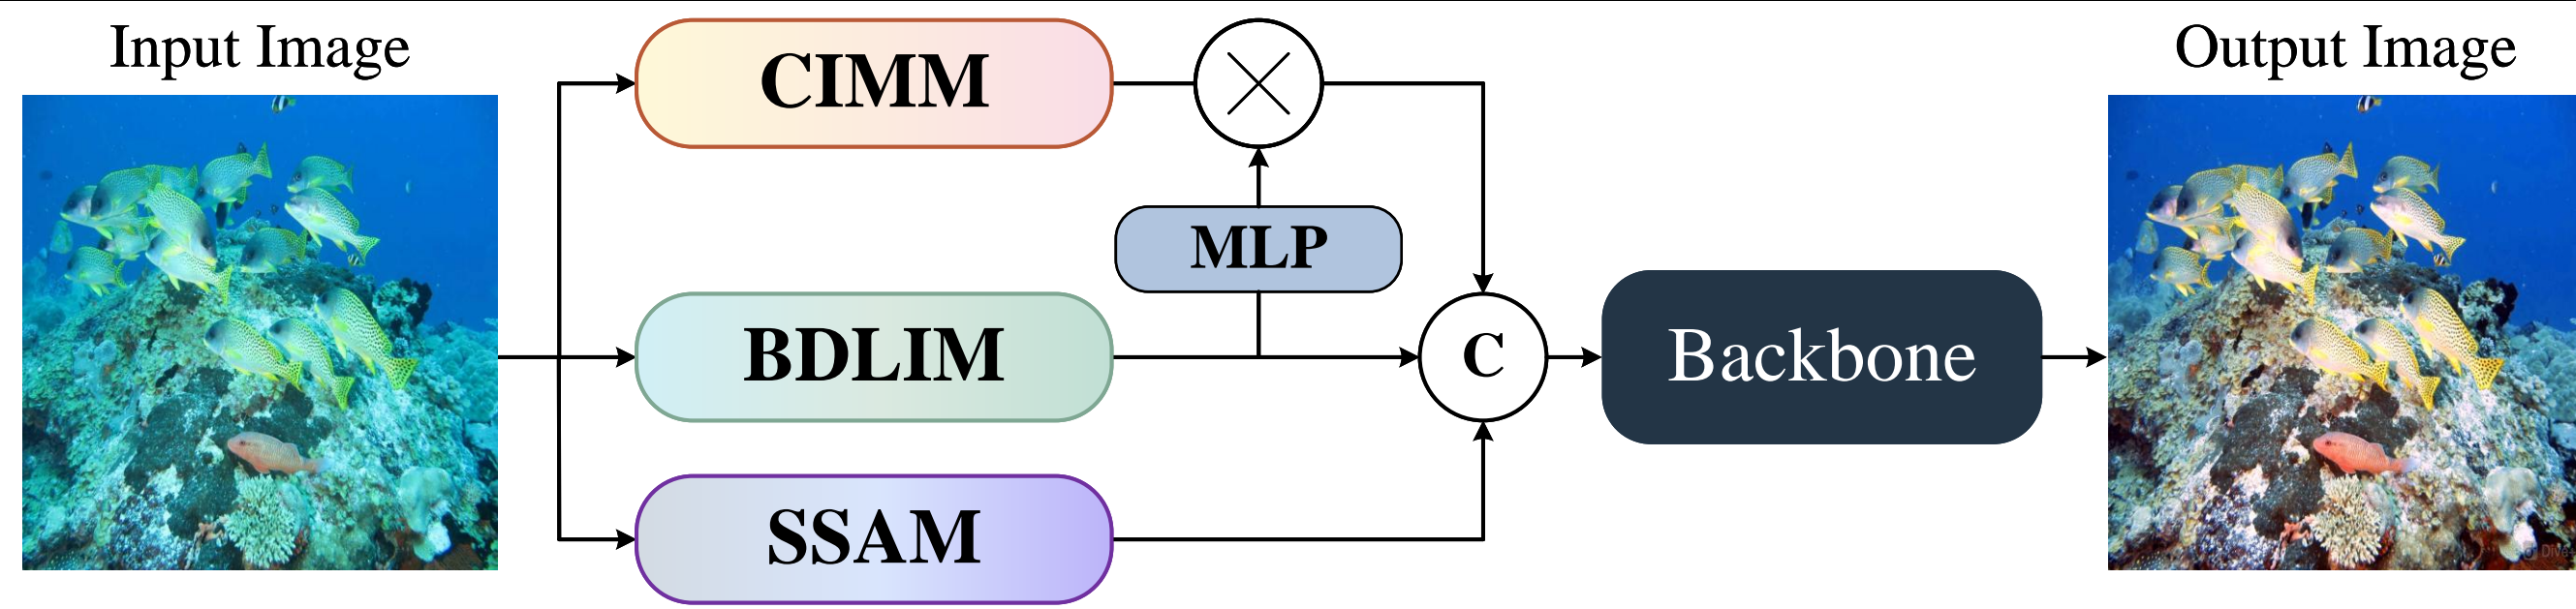 Input Image
CIMM
MLP
BDLIM
C
Backbone
SSAM
Output Image